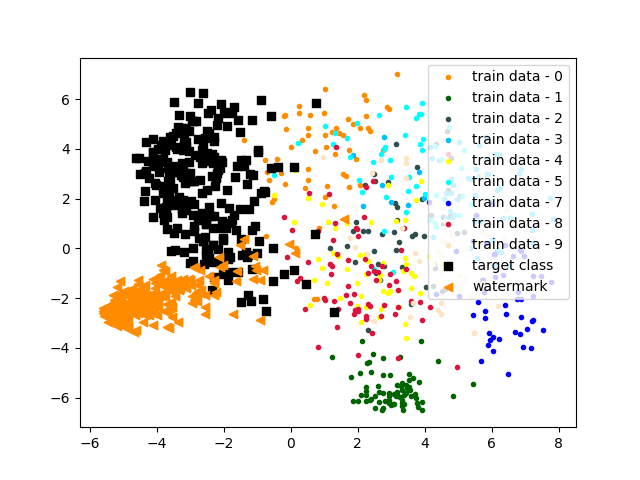 train data - 0
train data - 1
train data - 2
train data - 3
train data - 4
train data - 5
train data - 7
train data - 8
train data - 9
target class
watermark
6
4
2
0
−2
−4
−6
−6 −4 −2 0 2 4 6 8